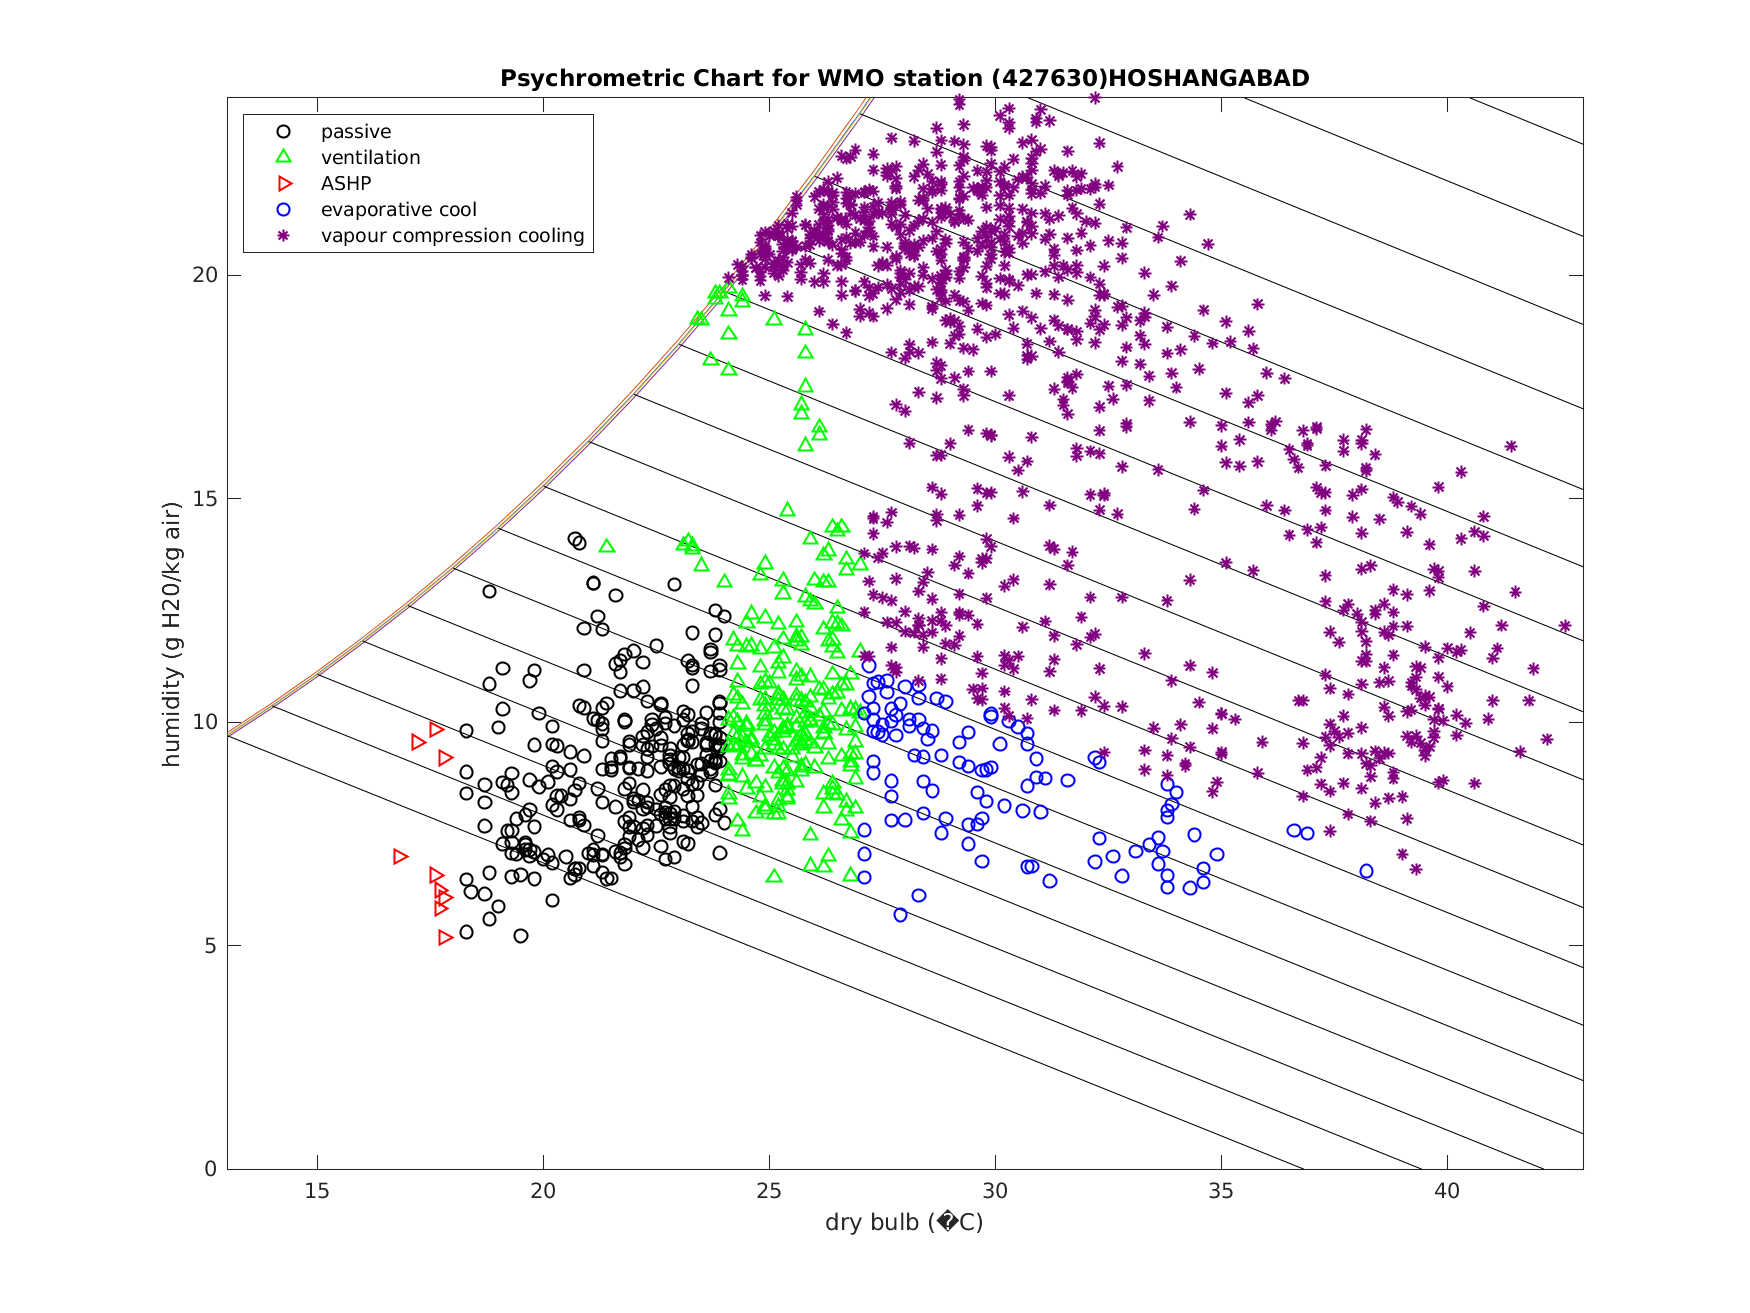 Psychrometric Chart for WMO station (427630)HOSHANGABAD
passive
ventilation
ASHP
evaporative cool
vapour compression cooling
humidity (g H20/kg air)
20
15
10
5
0
15
20
25
30
35
40
dry bulb (�C)